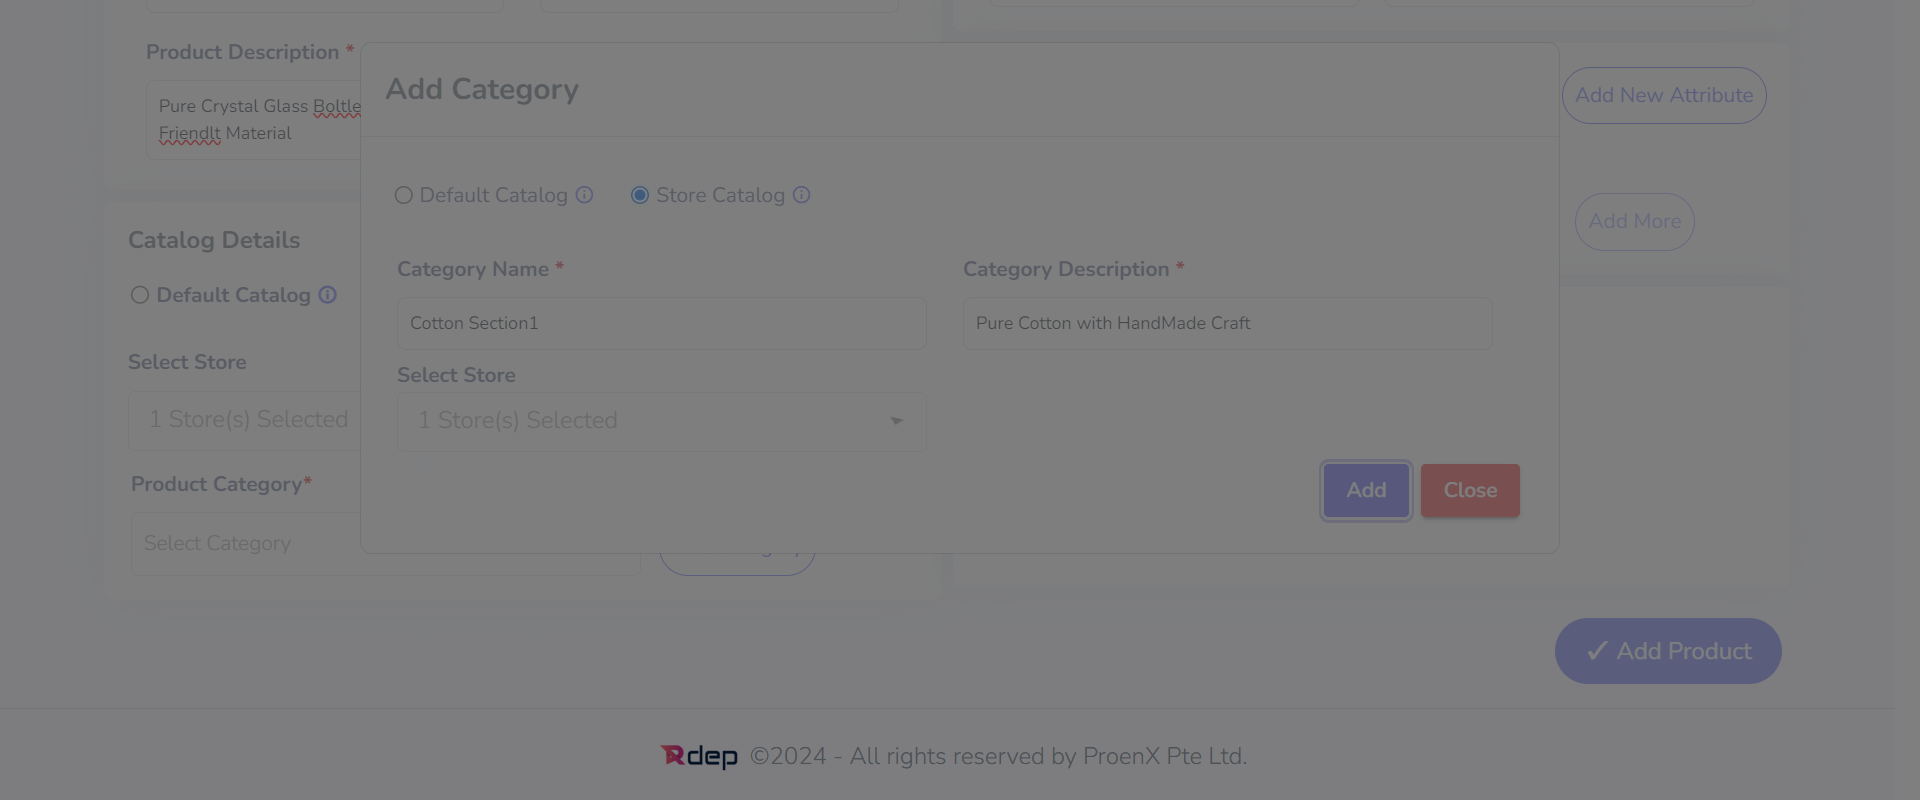 Product Description *
Pure Crystal Glass Boltle
Friendlt Material
Add Category
Add New Attribute
Default Catalog
Store Catalog
Add More
Catalog Details
Default Catalog
Category Name *
Category Description *
Cotton Section1
Pure Cotton with HandMade Craft
Select Store
Select Store
1 Store(s) Selected
1 Store(s) Selected
Product Category*
Add
Close
Select Category
✓ Add Product
Rdep ©2024 - All rights reserved by ProenX Pte Ltd.